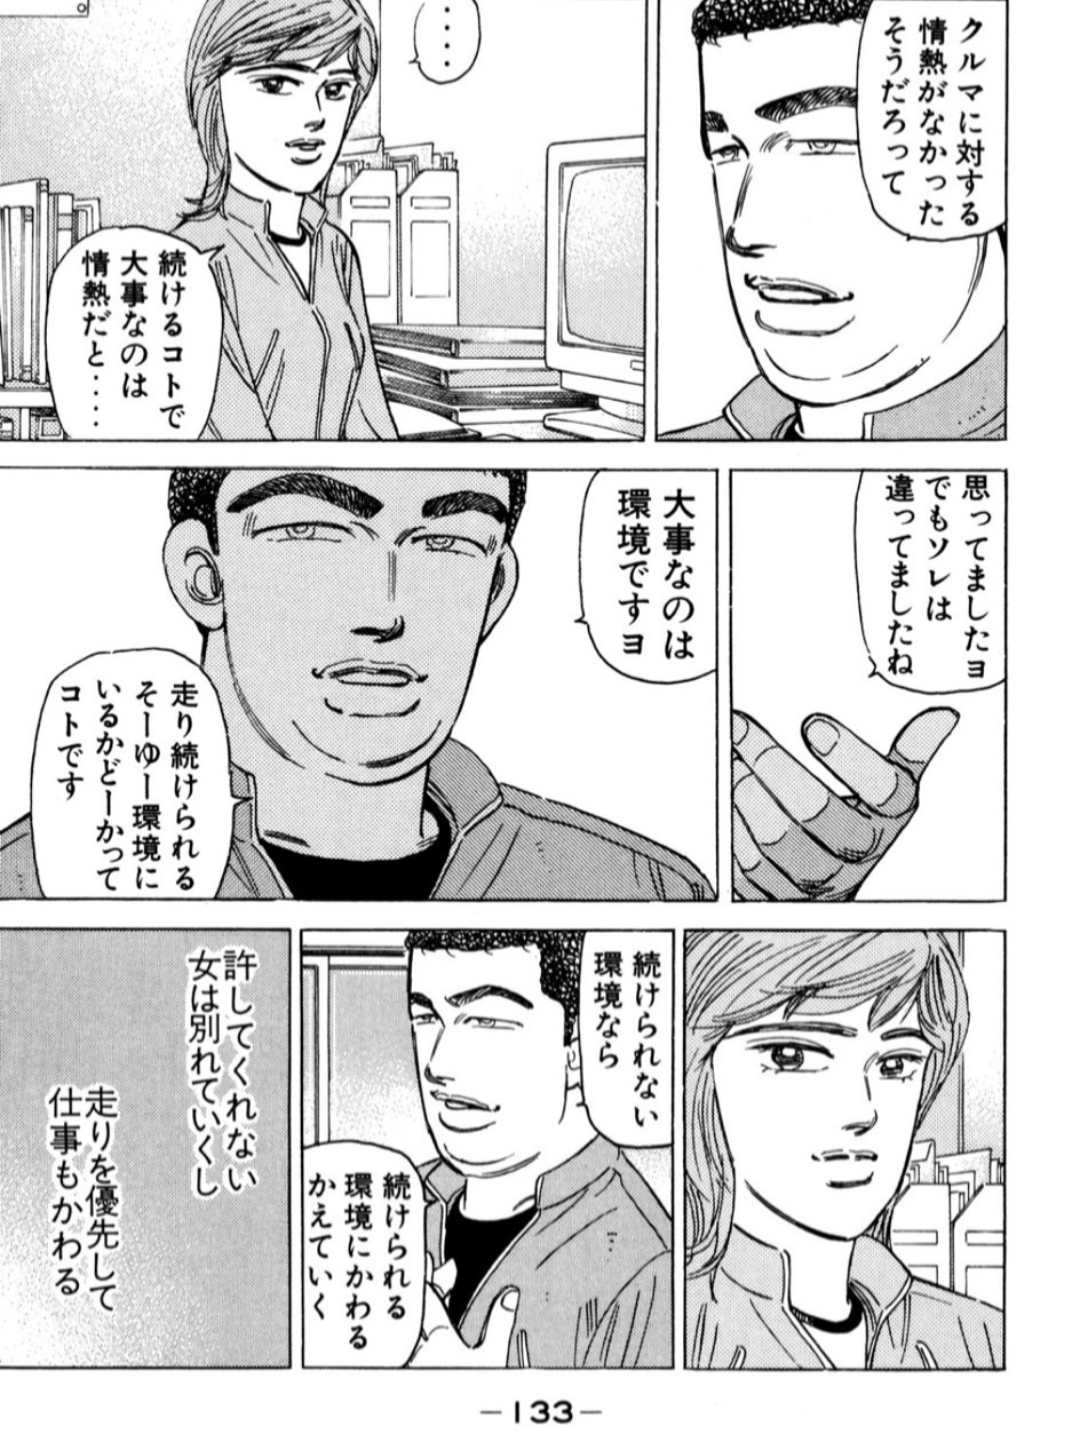 クルマに対する
情熱がなかった
そうだろって
‥‥
続けるコトで
大事なのは
情熱だと‥‥
思ってましたヨ
でもソレは
違ってましたね
大事なのは
環境ですヨ
走り続けられる
そーゆー環境に
いるかどーかって
コトです
続けられない
環境なら
続けられる
環境にかわる
かえていく
許してくれない
女は別れていくし
走りを優先して
仕事もかわる
—133—